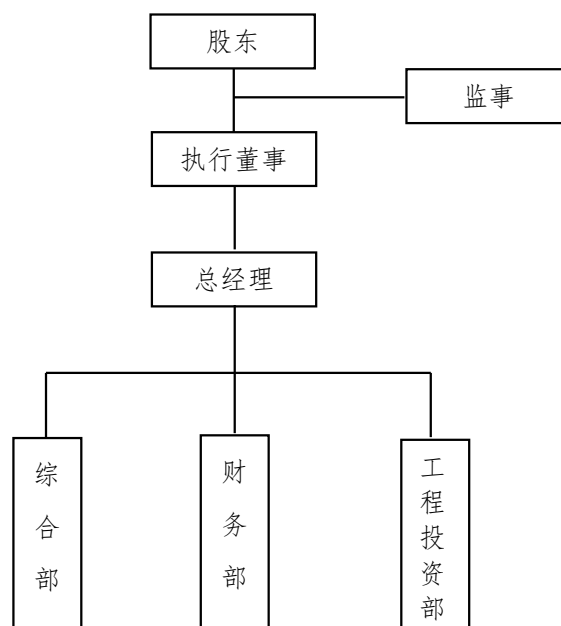 股东
监事
执行董事
总经理
综合部
财务部
工程投资部